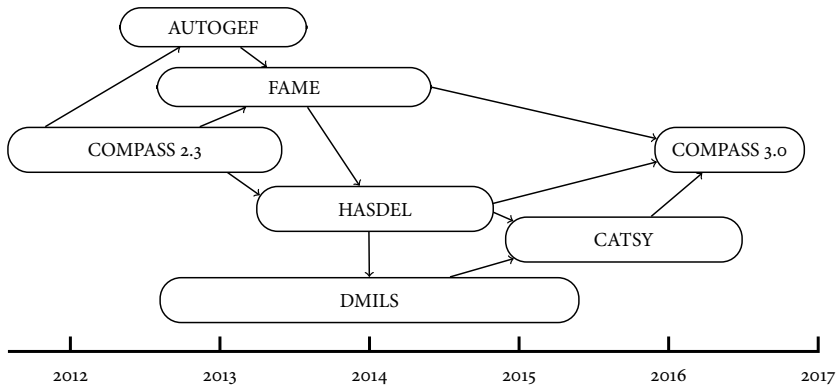 AUTOGEF
FAME
COMPASS 2.3
COMPASS 3.0
HASDEL
CATSY
DMILS
2012 2013 2014 2015 2016 2017